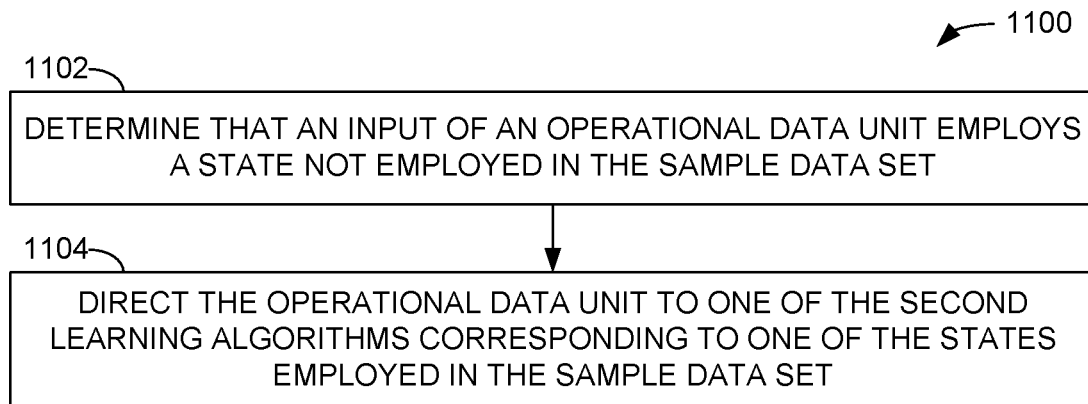 1100
1102
DETERMINE THAT AN INPUT OF AN OPERATIONAL DATA UNIT EMPLOYS
A STATE NOT EMPLOYED IN THE SAMPLE DATA SET
1104
DIRECT THE OPERATIONAL DATA UNIT TO ONE OF THE SECOND
LEARNING ALGORITHMS CORRESPONDING TO ONE OF THE STATES
EMPLOYED IN THE SAMPLE DATA SET